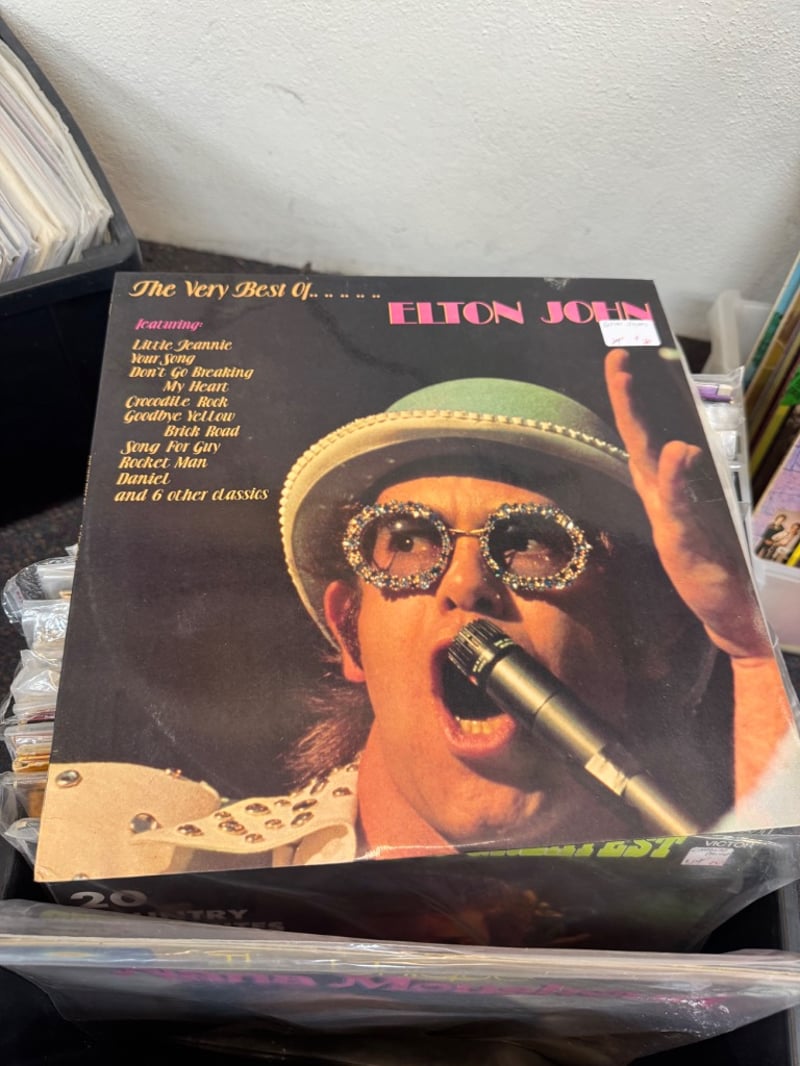 The Very Best Of......
ELTON JOHN
featuring:
Little Jeannie
Your Song
Don't Go Breaking
My Heart
Crocodile Rock
Goodbye Yellow
Brick Road
Song For Guy
Rocket Man
Daniel
and 6 other classics
VICTOR
20